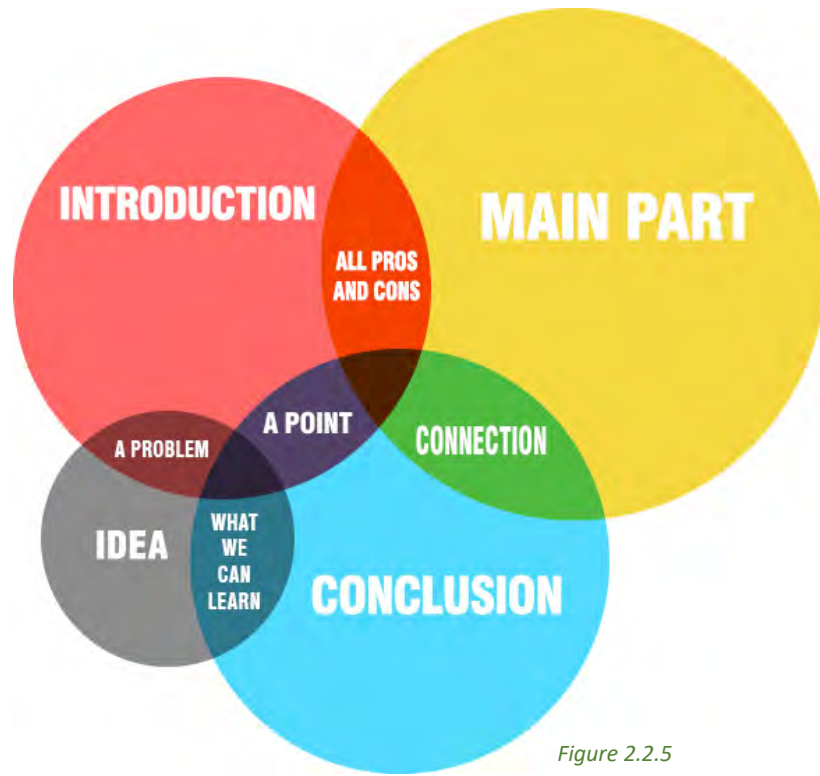 INTRODUCTION
MAIN PART
ALL PROS
AND CONS
A POINT
CONNECTION
A PROBLEM
IDEA
WHAT
WE
CAN
LEARN
CONCLUSION
Figure 2.2.5